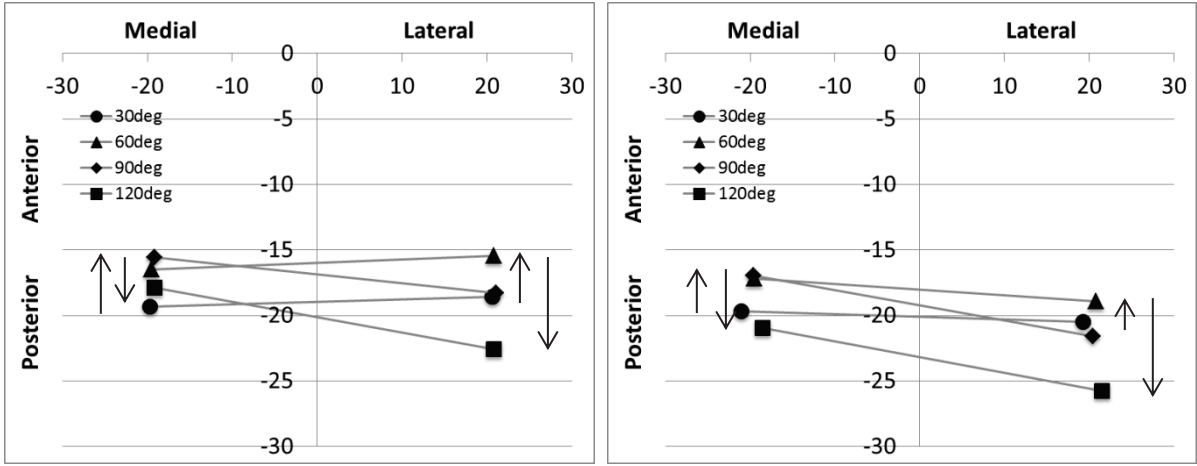 Medial Lateral
0
-30 -20 -10 0 10 20 30
30deg
-5
60deg
90deg
-10
120deg
-15
-20
-25
-30
Anterior
Posterior
Medial Lateral
0
-30 -20 -10 0 10 20 30
30deg
-5
60deg
90deg
-10
120deg
-15
-20
-25
-30
Anterior
Posterior